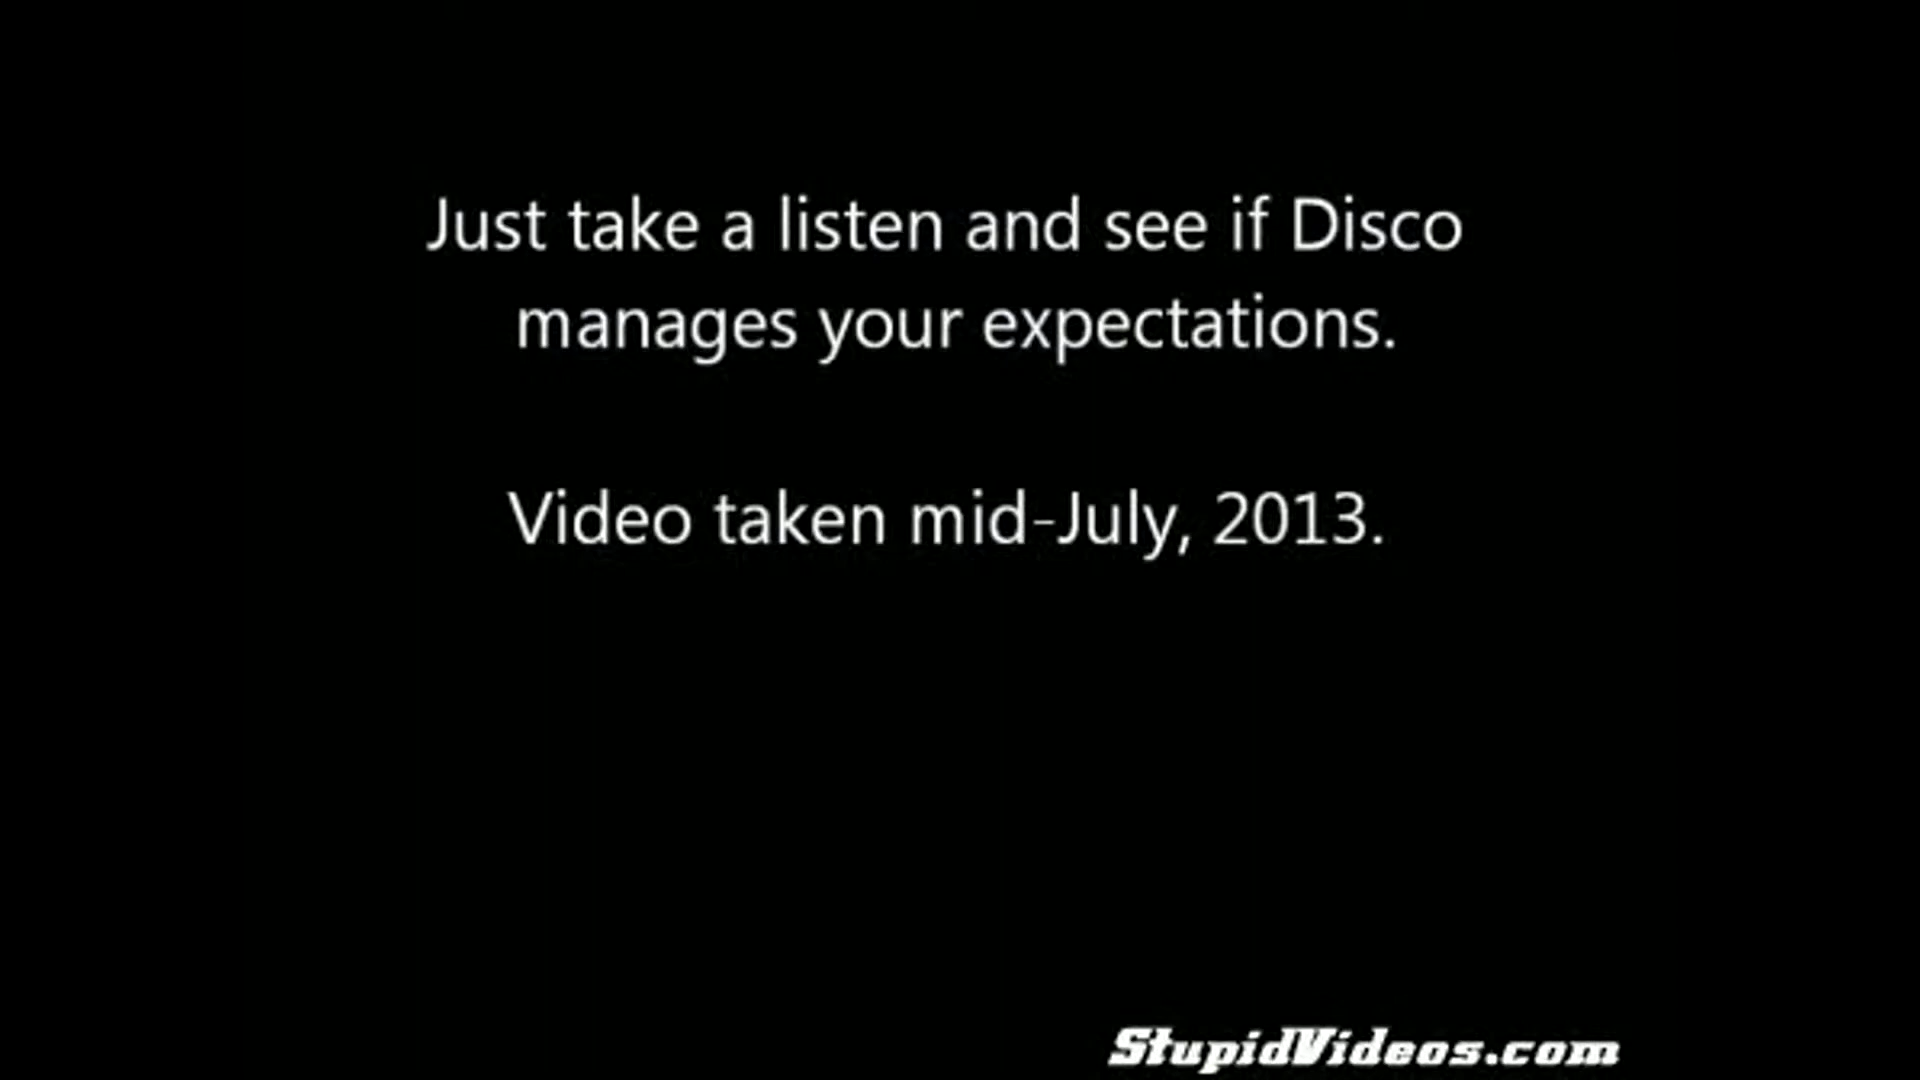 Just take a listen and see if Disco
manages your expectations.
Video taken mid-July, 2013.
StupidVideos.com